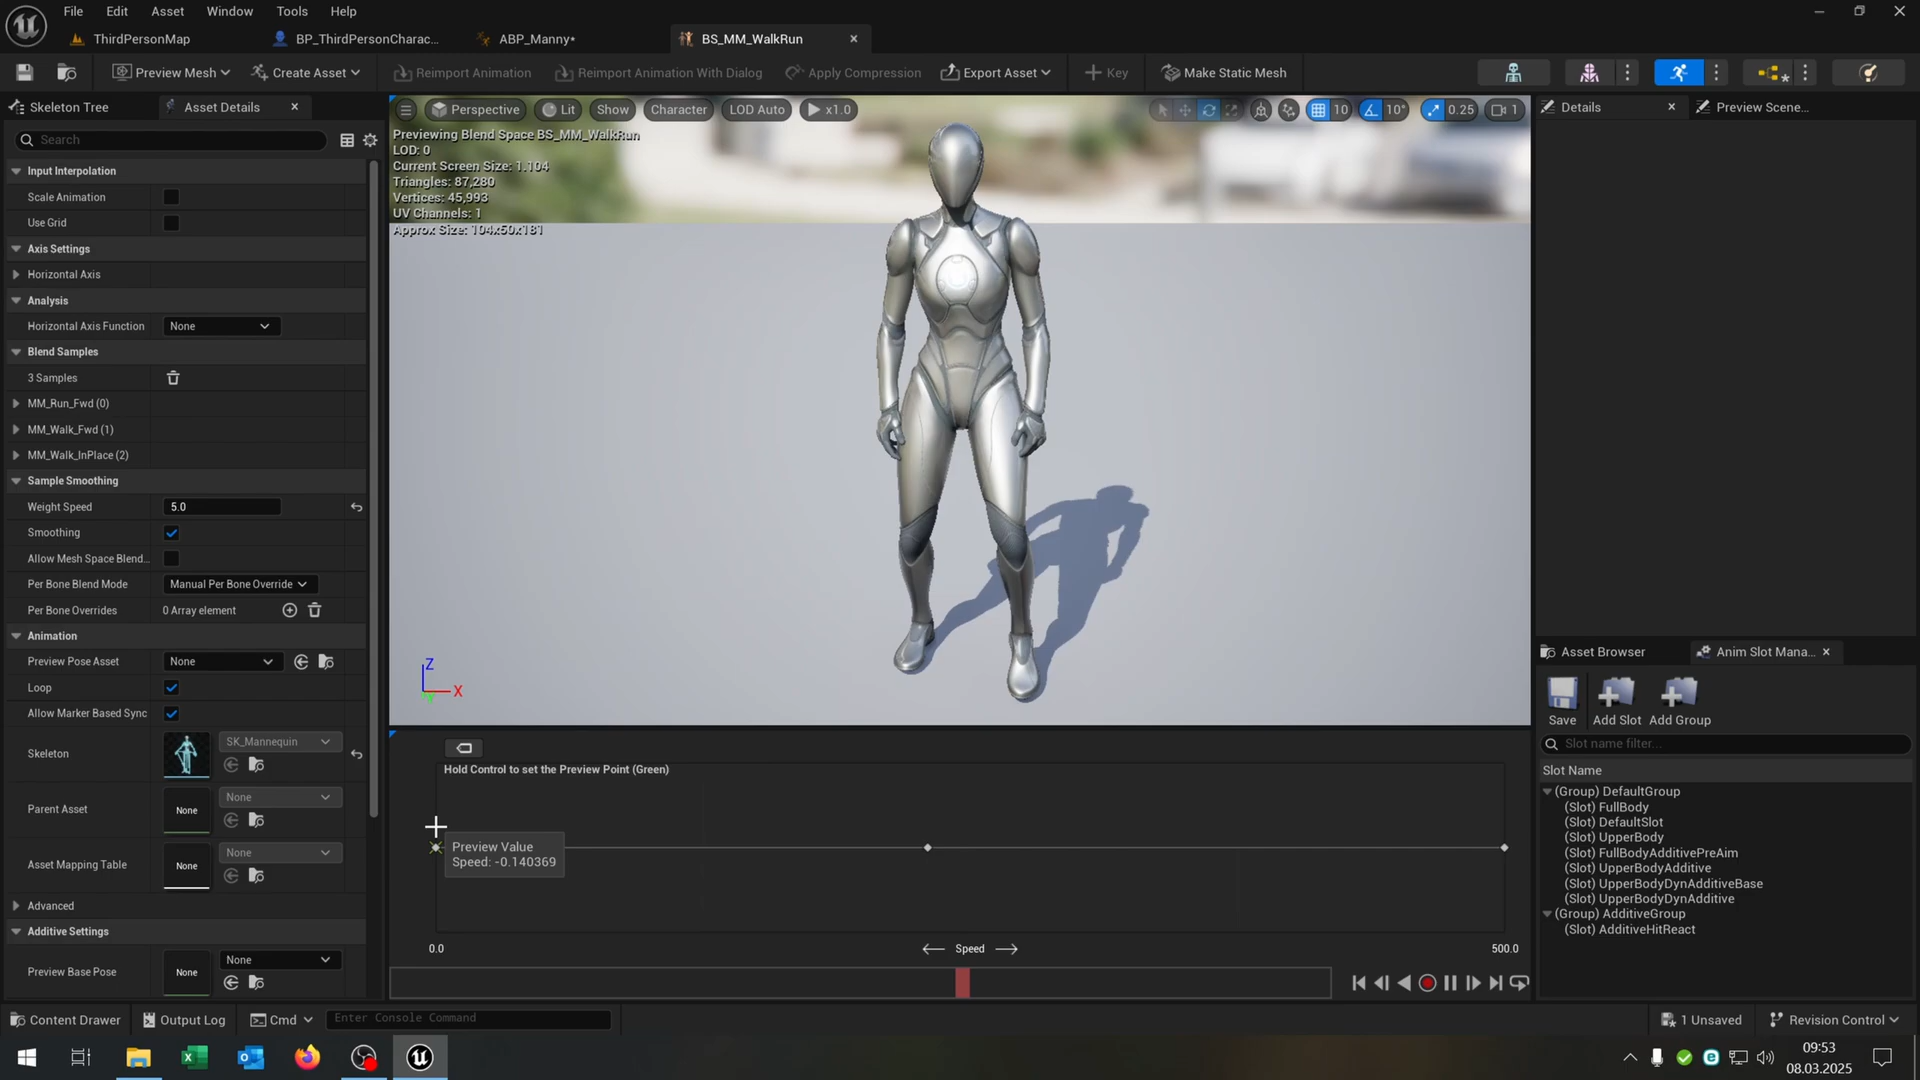 File Edit Asset Window Tools Help
ThirdPersonMap BP_ThirdPersonCharac... ABP_Manny* BS_MM_WalkRun
Preview Mesh Create Asset Reimport Animation Reimport Animation With Dialog Apply Compression Export Asset Key Make Static Mesh
Skeleton Tree Asset Details
Search
Input Interpolation
Scale Animation
Use Grid
Axis Settings
Horizontal Axis
Analysis
Horizontal Axis Function None
Blend Samples
3 Samples
MM_Run_Fwd (0)
MM_Walk_Fwd (1)
MM_Walk_InPlace (2)
Sample Smoothing
Weight Speed 5.0
Smoothing
Allow Mesh Space Blend...
Per Bone Blend Mode Manual Per Bone Override
Per Bone Overrides 0 Array element
Animation
Preview Pose Asset None
Loop
Allow Marker Based Sync
Skeleton SK_Mannequin
Parent Asset None None
Asset Mapping Table None None
Advanced
Additive Settings
Preview Base Pose None None
Perspective Lit Show Character LOD Auto x1.0 10 10° 0.25 1
Previewing Blend Space BS_MM_WalkRun
LOD: 0
Current Screen Size: 1.104
Triangles: 87,280
Vertices: 45,993
UV Channels: 1
Approx Size: 104x50x181
Z
X
Y
Hold Control to set the Preview Point (Green)
Preview Value
Speed: -0.140369
0.0 Speed 500.0
Details Preview Scene...
Asset Browser Anim Slot Mana...
Save Add Slot Add Group
Slot name filter...
Slot Name
(Group) DefaultGroup
(Slot) FullBody
(Slot) DefaultSlot
(Slot) UpperBody
(Slot) FullBodyAdditivePreAim
(Slot) UpperBodyAdditive
(Slot) UpperBodyDynAdditiveBase
(Slot) UpperBodyDynAdditive
(Group) AdditiveGroup
(Slot) AdditiveHitReact
Content Drawer Output Log Cmd Enter Console Command 1 Unsaved Revision Control
09:53
08.03.2025